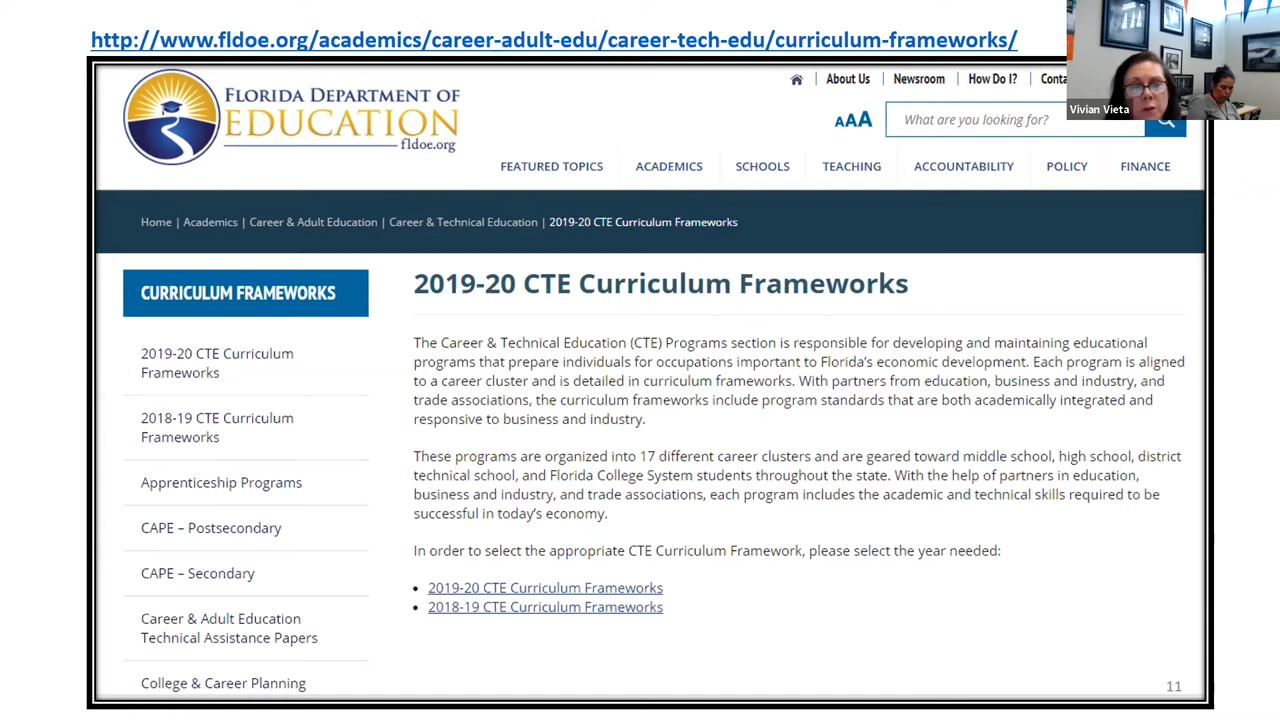 http://www.fldoe.org/academics/career-adult-edu/career-tech-edu/curriculum-frameworks/
FLORIDA DEPARTMENT OF
EDUCATION
fldoe.org
About Us
Newsroom
How Do I?
Vivian Vieta
AAA
What are you looking for?
FEATURED TOPICS
ACADEMICS
SCHOOLS
TEACHING
ACCOUNTABILITY
POLICY
FINANCE
Home | Academics | Career & Adult Education | Career & Technical Education | 2019-20 CTE Curriculum Frameworks
CURRICULUM FRAMEWORKS
2019-20 CTE Curriculum
Frameworks
2018-19 CTE Curriculum
Frameworks
Apprenticeship Programs
CAPE – Postsecondary
CAPE – Secondary
Career & Adult Education
Technical Assistance Papers
College & Career Planning
2019-20 CTE Curriculum Frameworks
The Career & Technical Education (CTE) Programs section is responsible for developing and maintaining educational
programs that prepare individuals for occupations important to Florida’s economic development. Each program is aligned
to a career cluster and is detailed in curriculum frameworks. With partners from education, business and industry, and
trade associations, the curriculum frameworks include program standards that are both academically integrated and
responsive to business and industry.
These programs are organized into 17 different career clusters and are geared toward middle school, high school, district
technical school, and Florida College System students throughout the state. With the help of partners in education,
business and industry, and trade associations, each program includes the academic and technical skills required to be
successful in today’s economy.
In order to select the appropriate CTE Curriculum Framework, please select the year needed:
• 2019-20 CTE Curriculum Frameworks
• 2018-19 CTE Curriculum Frameworks
11